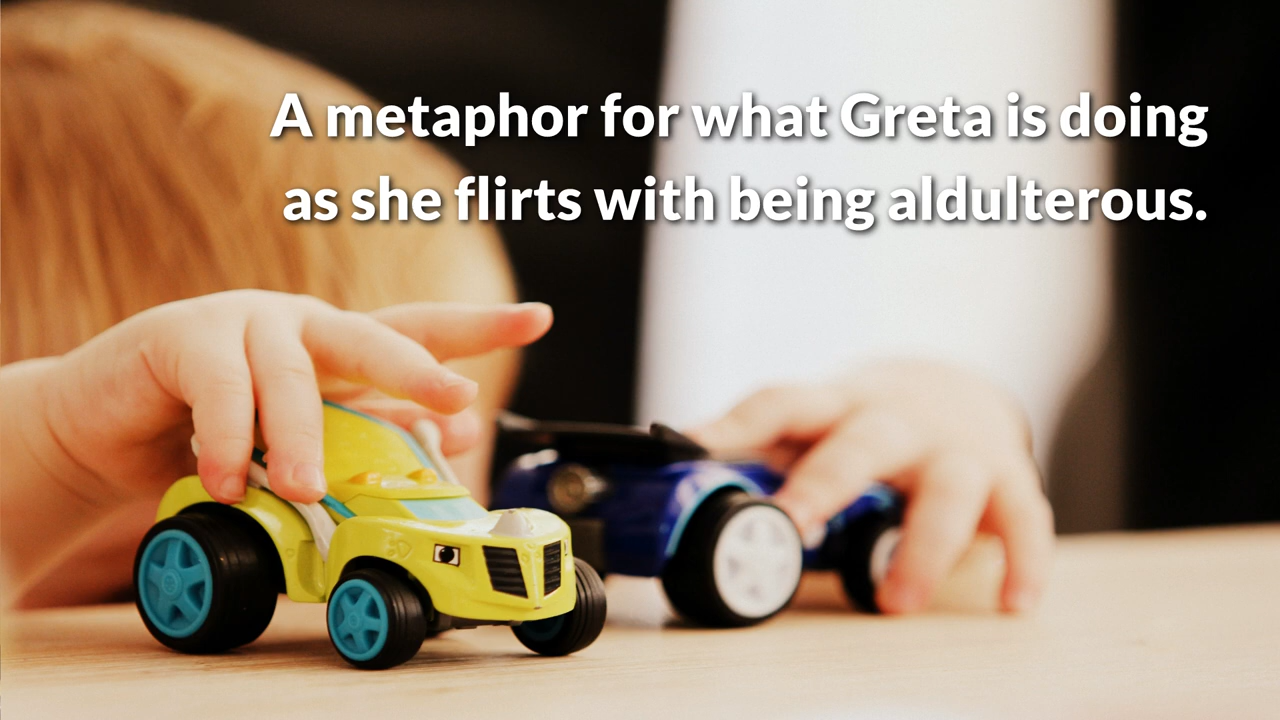 A metaphor for what Greta is doing
as she flirts with being aldulterous.